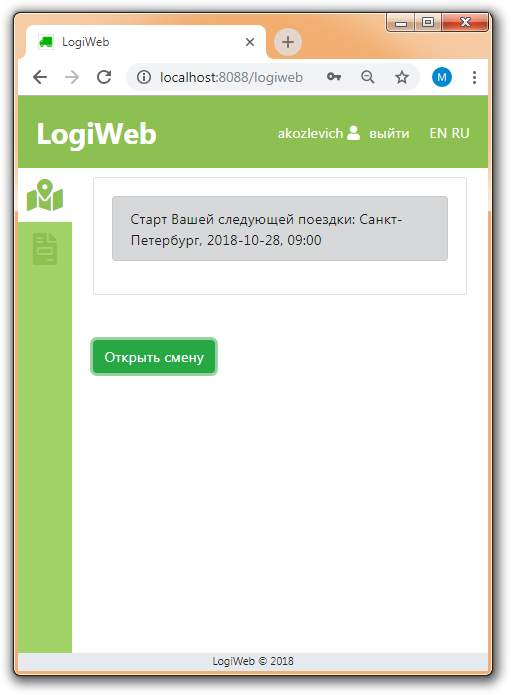 LogiWeb
localhost:8088/logiweb
M
LogiWeb
akozlevich выйти EN RU
Старт Вашей следующей поездки: Санкт-
Петербург, 2018-10-28, 09:00
Открыть смену
LogiWeb © 2018